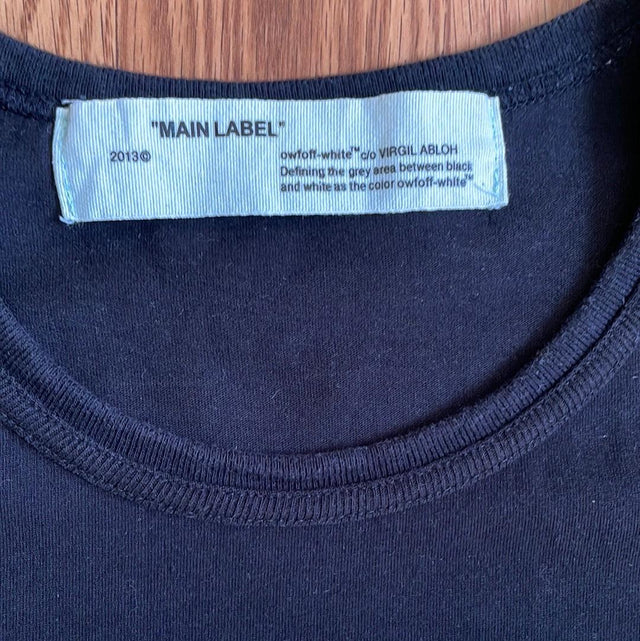 "MAIN LABEL"
2013©
owfoff-white™ c/o VIRGIL ABLOH
Defining the grey area between black
and white as the color owfoff-white™